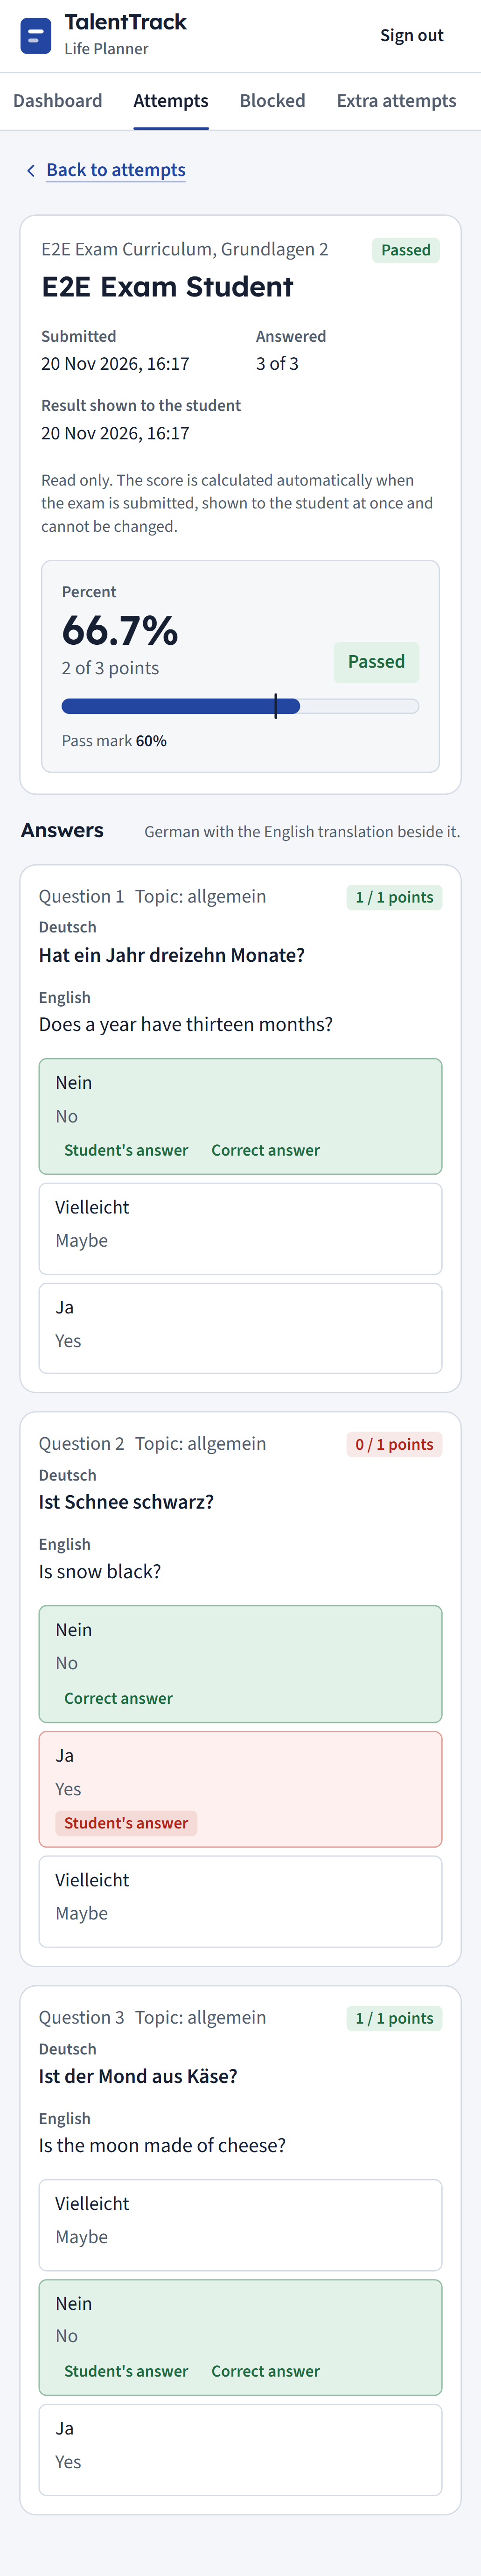 TalentTrack
Life Planner
Sign out
Dashboard
Attempts
Blocked
Extra attempts
Back to attempts
E2E Exam Curriculum, Grundlagen 2
Passed
E2E Exam Student
Submitted
20 Nov 2026, 16:17
Answered
3 of 3
Result shown to the student
20 Nov 2026, 16:17
Read only. The score is calculated automatically when
the exam is submitted, shown to the student at once and
cannot be changed.
Percent
66.7%
2 of 3 points
Passed
Pass mark 60%
Answers
German with the English translation beside it.
Question 1 Topic: allgemein
1 / 1 points
Deutsch
Hat ein Jahr dreizehn Monate?
English
Does a year have thirteen months?
Nein
No
Student's answer Correct answer
Vielleicht
Maybe
Ja
Yes
Question 2 Topic: allgemein
0 / 1 points
Deutsch
Ist Schnee schwarz?
English
Is snow black?
Nein
No
Correct answer
Ja
Yes
Student's answer
Vielleicht
Maybe
Question 3 Topic: allgemein
1 / 1 points
Deutsch
Ist der Mond aus Käse?
English
Is the moon made of cheese?
Vielleicht
Maybe
Nein
No
Student's answer Correct answer
Ja
Yes